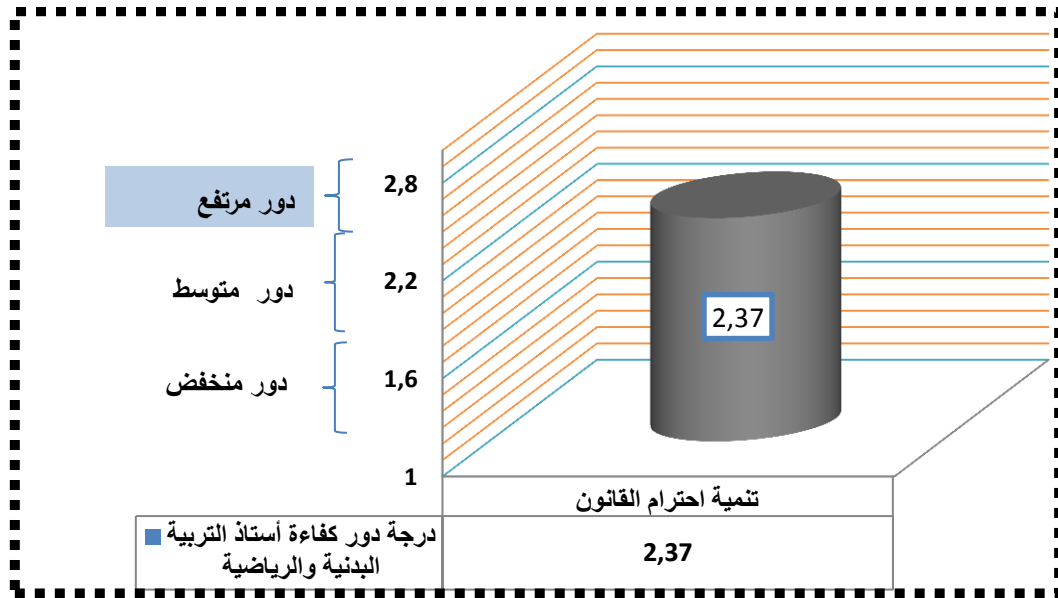 دور مرتفع
دور متوسط
دور منخفض
2,8
2,2
1,6
1
2,37
تنمية احترام القانون
درجة دور كفاءة أستاذ التربية
البدنية والرياضية
2,37